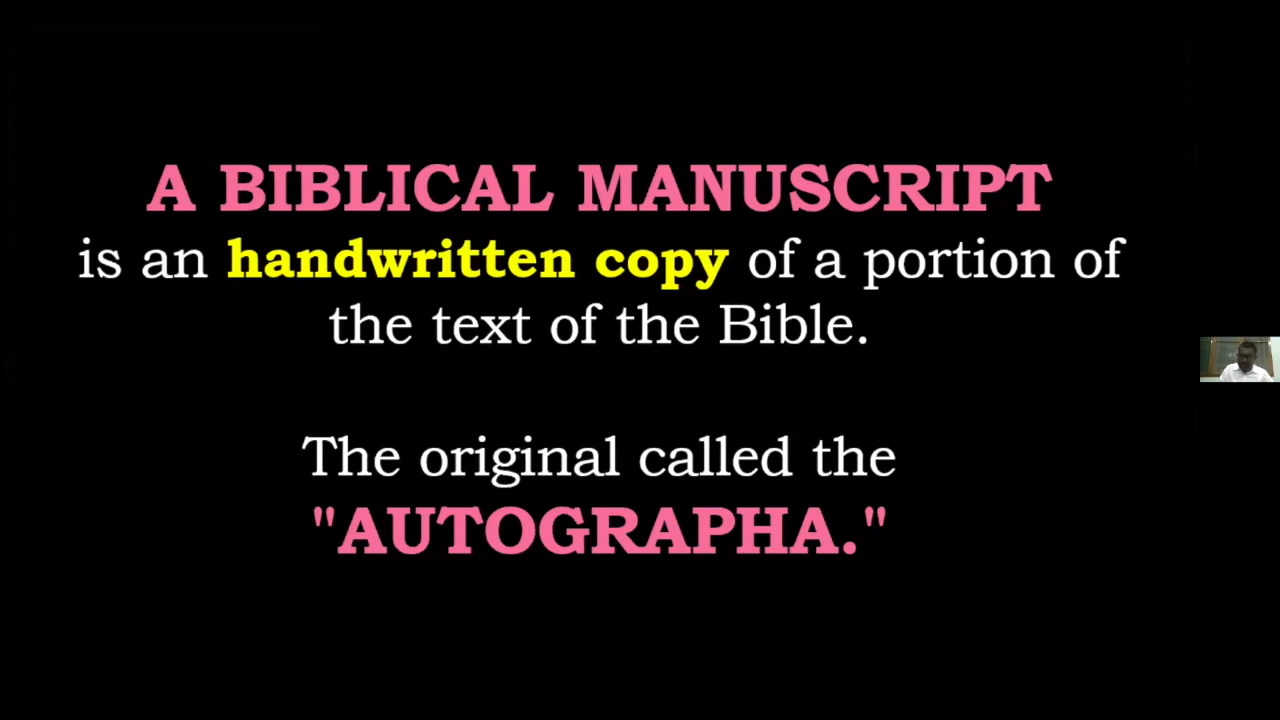 A BIBLICAL MANUSCRIPT
is an handwritten copy of a portion of
the text of the Bible.
The original called the
"AUTOGRAPHA."